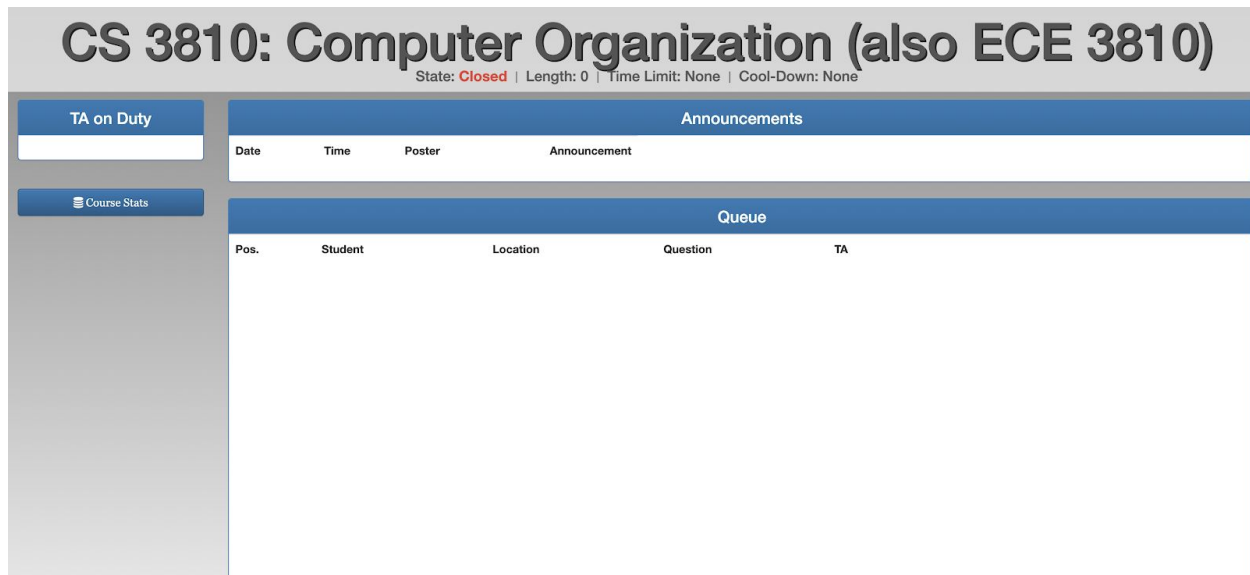 CS 3810: Computer Organization (also ECE 3810)
State: Closed | Length: 0 | Time Limit: None | Cool-Down: None
TA on Duty
Course Stats
Announcements
Date Time Poster Announcement
Queue
Pos. Student Location Question TA